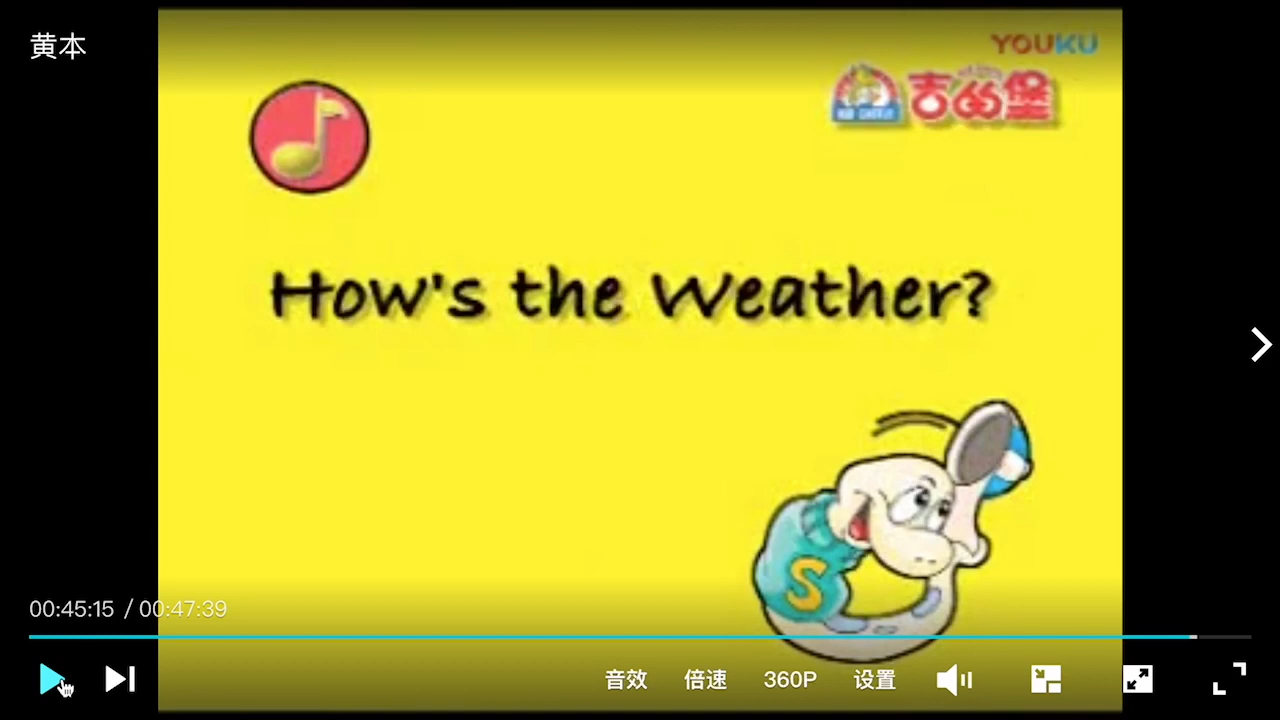 黄本
YOUKU
吉的堡
How's the Weather?
S
00:45:15 / 00:47:39
音效 倍速 360P 设置